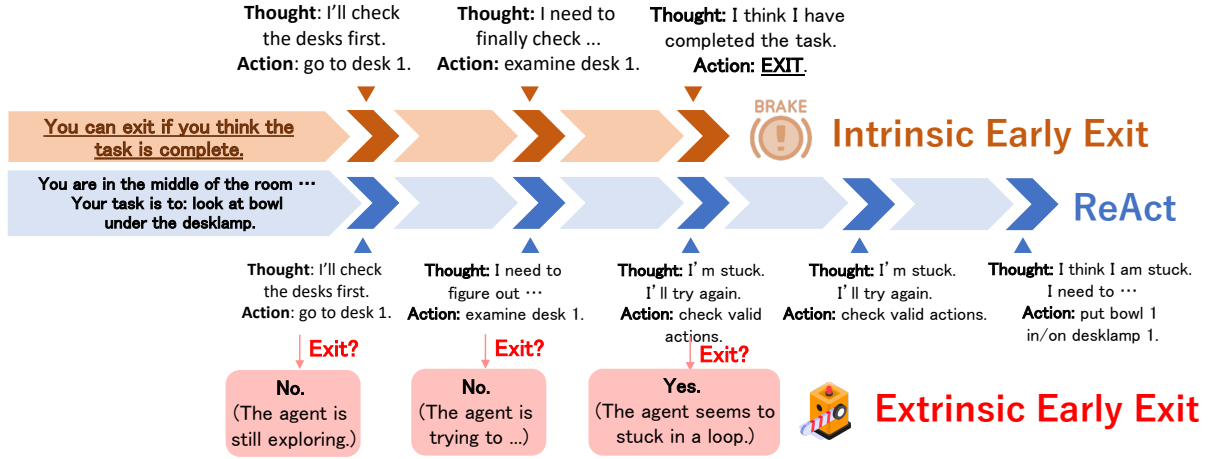 Thought: I'll check
the desks first.
Action: go to desk 1.
Thought: I need to
finally check ...
Action: examine desk 1.
Thought: I think I have
completed the task.
Action: EXIT.
You can exit if you think the
task is complete.
BRAKE
Intrinsic Early Exit
You are in the middle of the room ⋯
Your task is to: look at bowl
under the desklamp.
ReAct
Thought: I'll check
the desks first.
Action: go to desk 1.
Thought: I need to
figure out ⋯
Action: examine desk 1.
Thought: I'm stuck.
I'll try again.
Action: check valid
actions.
Thought: I'm stuck.
I'll try again.
Action: check valid actions.
Thought: I think I am stuck.
I need to ⋯
Action: put bowl 1
in/on desklamp 1.
Exit?
Exit?
Exit?
No.
(The agent is
still exploring.)
No.
(The agent is
trying to ...)
Yes.
(The agent seems to
stuck in a loop.)
Extrinsic Early Exit